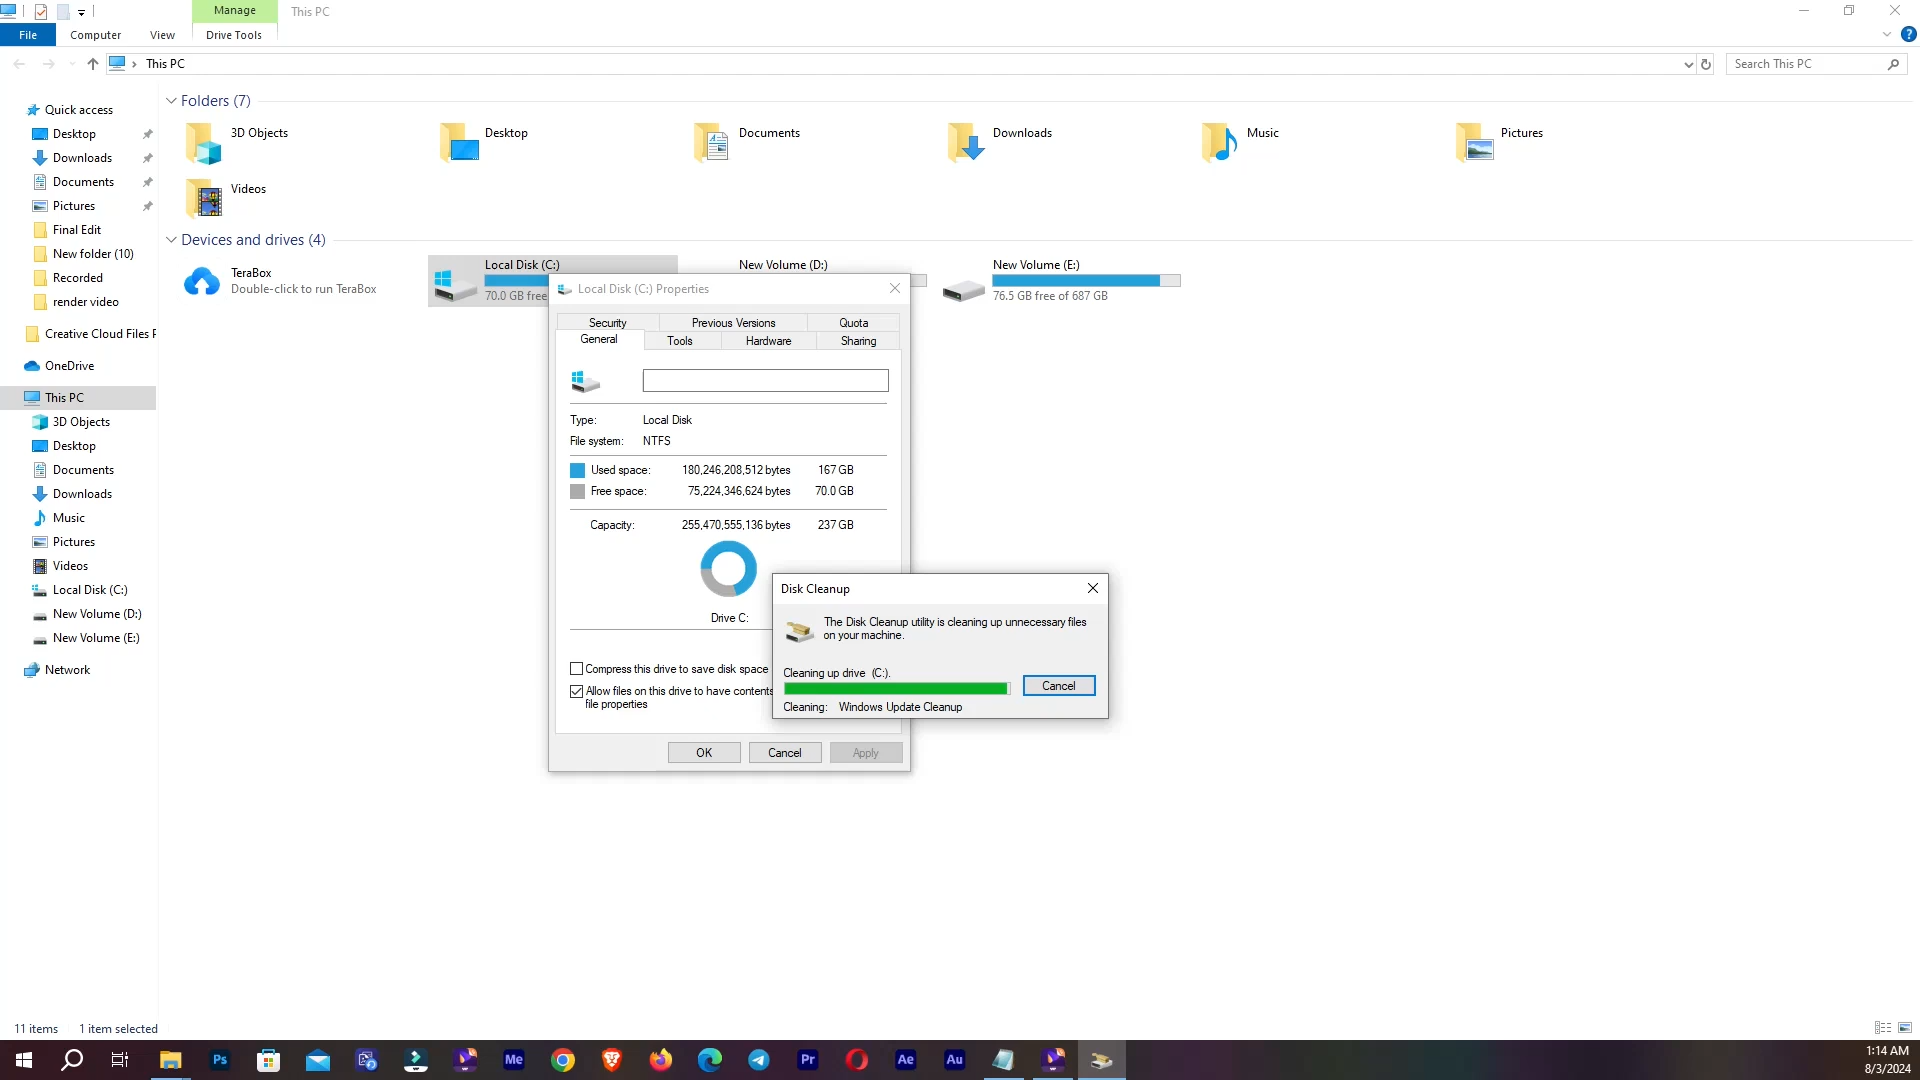 Manage
This PC
File
Computer
View
Drive Tools
?
This PC
Search This PC
Quick access
Desktop
Downloads
Documents
Pictures
Final Edit
New folder (10)
Recorded
render video
Creative Cloud Files
OneDrive
This PC
3D Objects
Desktop
Documents
Downloads
Music
Pictures
Videos
Local Disk (C:)
New Volume (D:)
New Volume (E:)
Network
Folders (7)
3D Objects
Desktop
Documents
Downloads
Music
Pictures
Videos
Devices and drives (4)
TeraBox
Double-click to run TeraBox
Local Disk (C:)
70.0 GB free
New Volume (D:)
New Volume (E:)
76.5 GB free of 687 GB
Local Disk (C:) Properties
Security
Previous Versions
Quota
General
Tools
Hardware
Sharing
Type: Local Disk
File system: NTFS
Used space: 180,246,208,512 bytes 167 GB
Free space: 75,224,346,624 bytes 70.0 GB
Capacity: 255,470,555,136 bytes 237 GB
Drive C:
Compress this drive to save disk space
Allow files on this drive to have contents
file properties
OK
Cancel
Apply
Disk Cleanup
The Disk Cleanup utility is cleaning up unnecessary files
on your machine.
Cleaning up drive (C:).
Cancel
Cleaning: Windows Update Cleanup
11 items
1 item selected
Ps
Me
Pr
Ae
Au
1:14 AM
8/3/2024